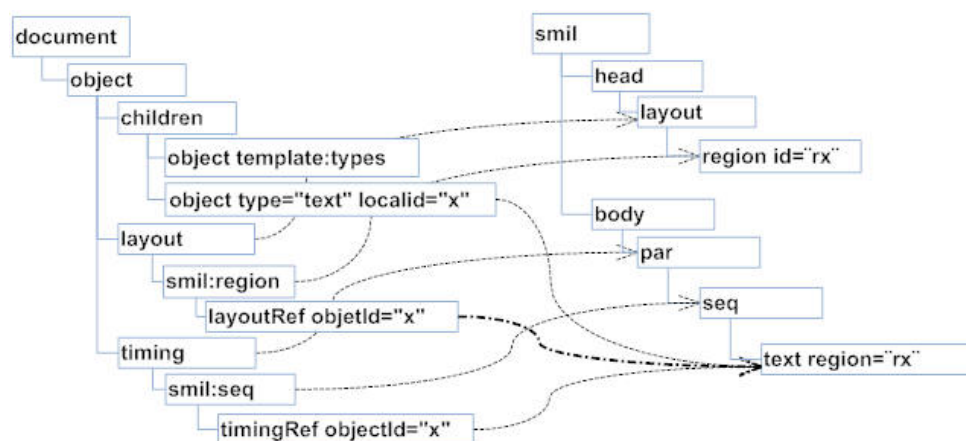 document
object
children
object template:types
object type="text" localid="x"
layout
smil:region
layoutRef objetId="x"
timing
smil:seq
timingRef objectId="x"
smil
head
layout
region id=¨rx¨
body
par
seq
text region=¨rx¨